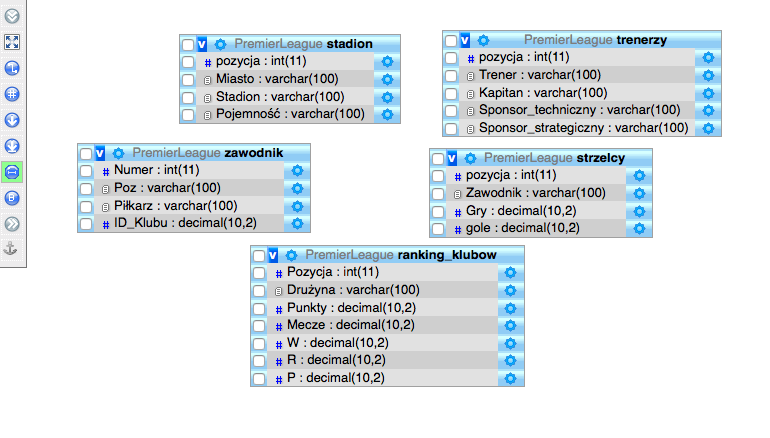 PremierLeague stadion
pozycja : int(11)
Miasto : varchar(100)
Stadion : varchar(100)
Pojemność : varchar(100)
PremierLeague trenerzy
pozycja : int(11)
Trener : varchar(100)
Kapitan : varchar(100)
Sponsor_techniczny : varchar(100)
Sponsor_strategiczny : varchar(100)
PremierLeague zawodnik
Numer : int(11)
Poz : varchar(100)
Piłkarz : varchar(100)
ID_Klubu : decimal(10,2)
PremierLeague strzelcy
pozycja : int(11)
Zawodnik : varchar(100)
Gry : decimal(10,2)
gole : decimal(10,2)
PremierLeague ranking_klubow
Pozycja : int(11)
Drużyna : varchar(100)
Punkty : decimal(10,2)
Mecze : decimal(10,2)
W : decimal(10,2)
R : decimal(10,2)
P : decimal(10,2)